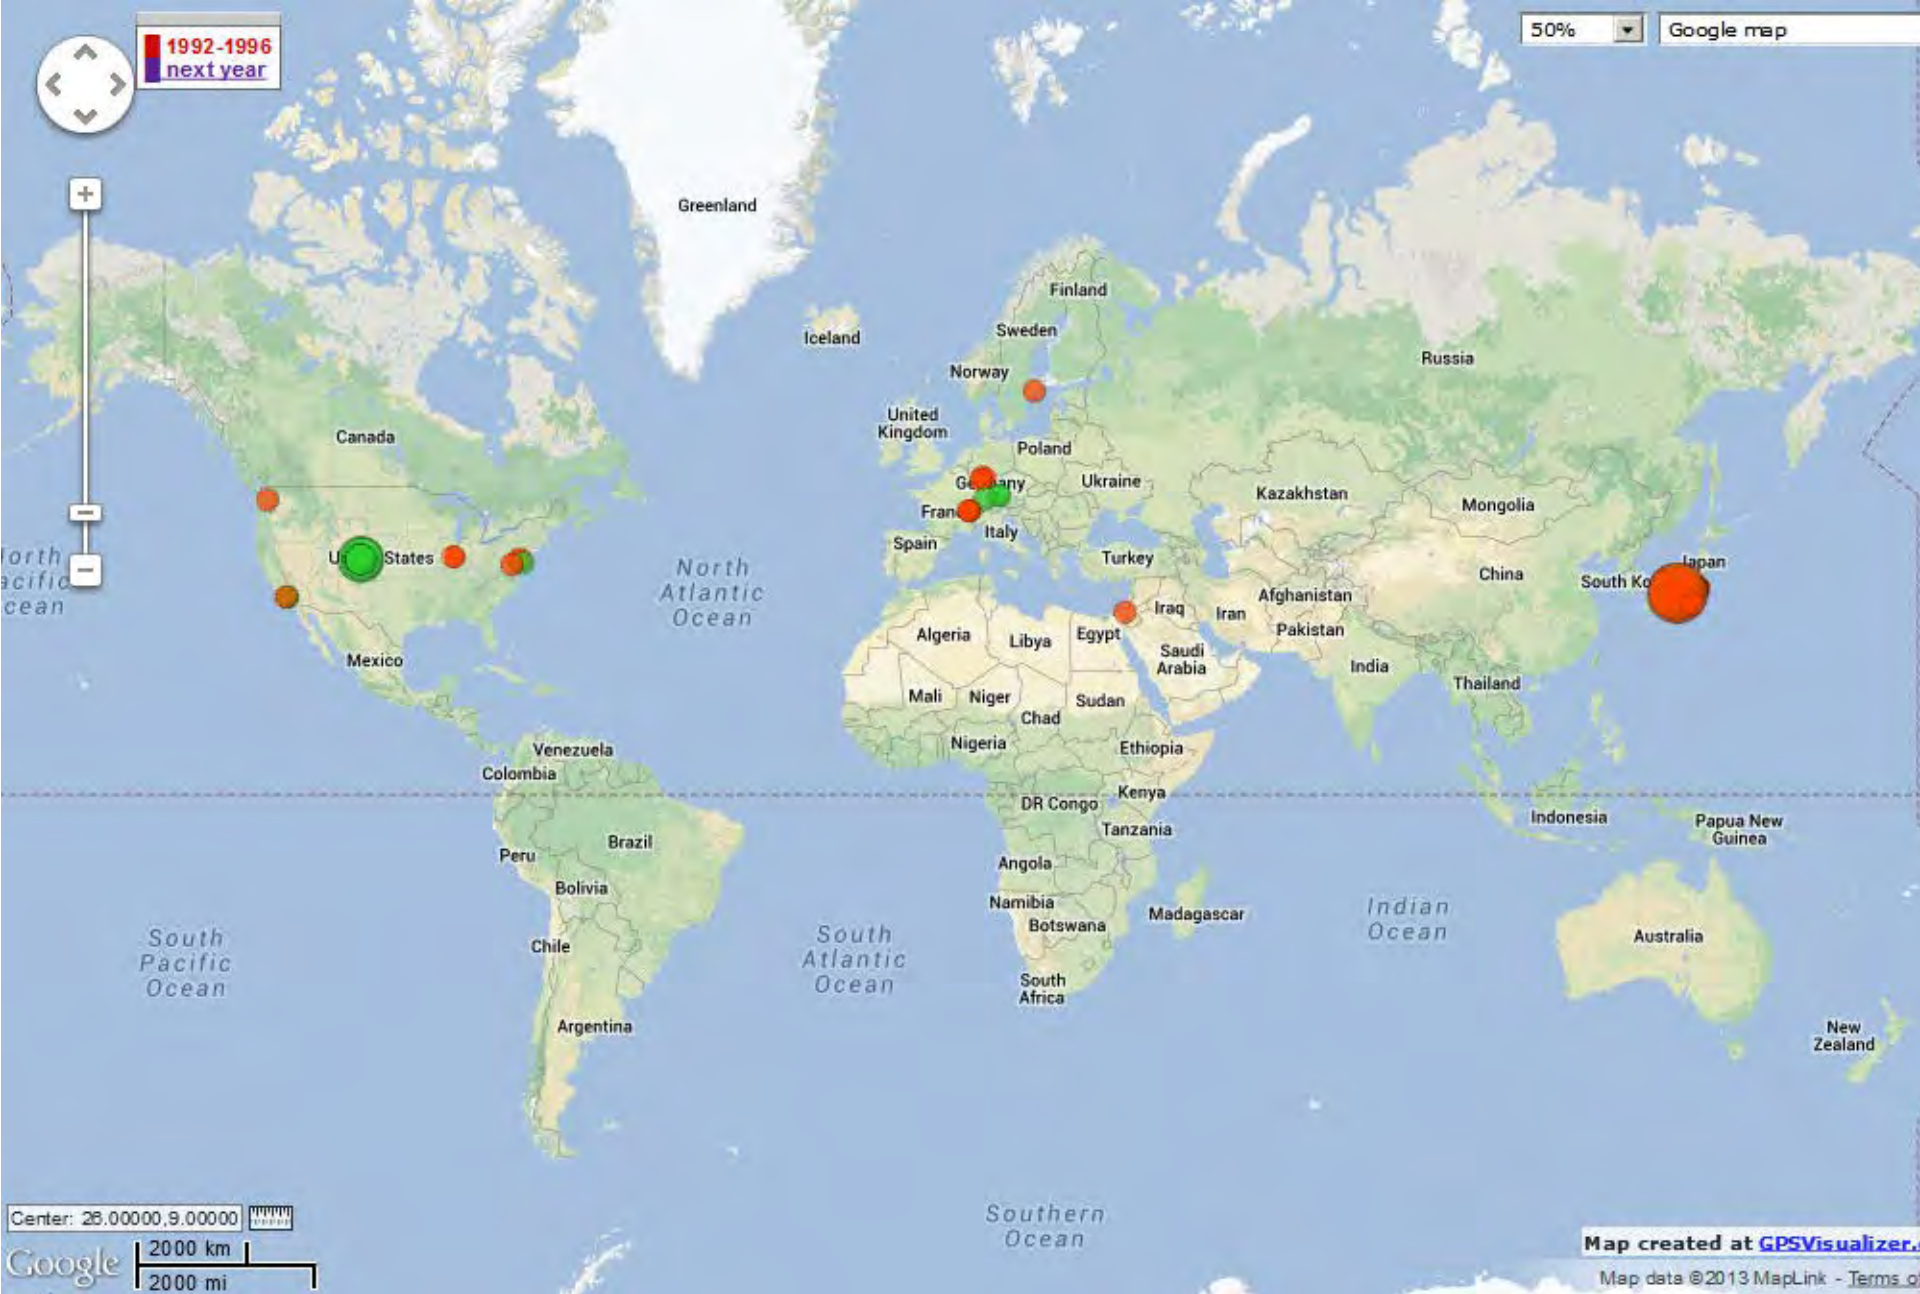 1992-1996
next year
50%
Google map
Greenland
Finland
Iceland
Sweden
Russia
Norway
United
Kingdom
Canada
Poland
Ukraine
Kazakhstan
Mongolia
Italy
Spain
States
North
Atlantic
Ocean
Turkey
Japan
China
South Ko
Afghanistan
Iraq
Iran
Algeria
Libya
Egypt
Pakistan
Mexico
Saudi
Arabia
India
Thailand
Mali
Niger
Sudan
Chad
Nigeria
Ethiopia
Venezuela
Colombia
Kenya
DR Congo
Indonesia
Papua New
Guinea
Tanzania
Brazil
Peru
Angola
Bolivia
Namibia
Botswana
Madagascar
Indian
Ocean
South
Pacific
Ocean
Chile
South
Atlantic
Ocean
Australia
South
Africa
Argentina
New
Zealand
Southern
Ocean
Center: 26.00000,9.00000
Google
2000 km
2000 mi
Map created at GPSVisualizer.
Map data ©2013 MapLink - Terms o